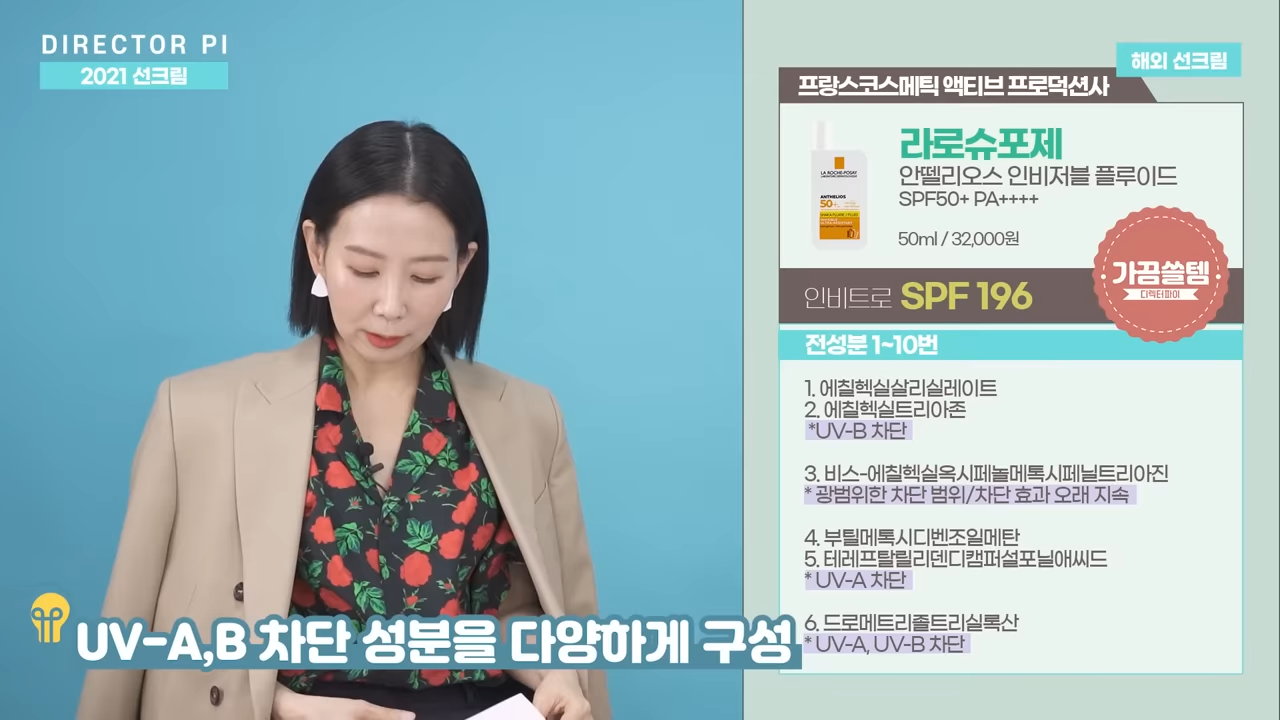 DIRECTOR PI
2021 선크림
해외 선크림
프랑스코스메틱 액티브 프로덕션사
라로슈포제
안뗄리오스 인비저블 플루이드
SPF50+ PA++++
50ml / 32,000원
LA ROCHE-POSAY
ANTHELIOS
50+
가끔쓸템
디렉터파이
인비트로 SPF 196
전성분 1~10번
1. 에칠헥실살리실레이트
2. 에칠헥실트리아존
*UV-B 차단
3. 비스-에칠헥실옥시페놀메톡시페닐트리아진
* 광범위한 차단 범위/차단 효과 오래 지속
4. 부틸메톡시디벤조일메탄
5. 테레프탈릴리덴디캠퍼설포닐애씨드
* UV-A 차단
6. 드로메트리졸트리실록산
* UV-A, UV-B 차단
UV-A,B 차단 성분을 다양하게 구성